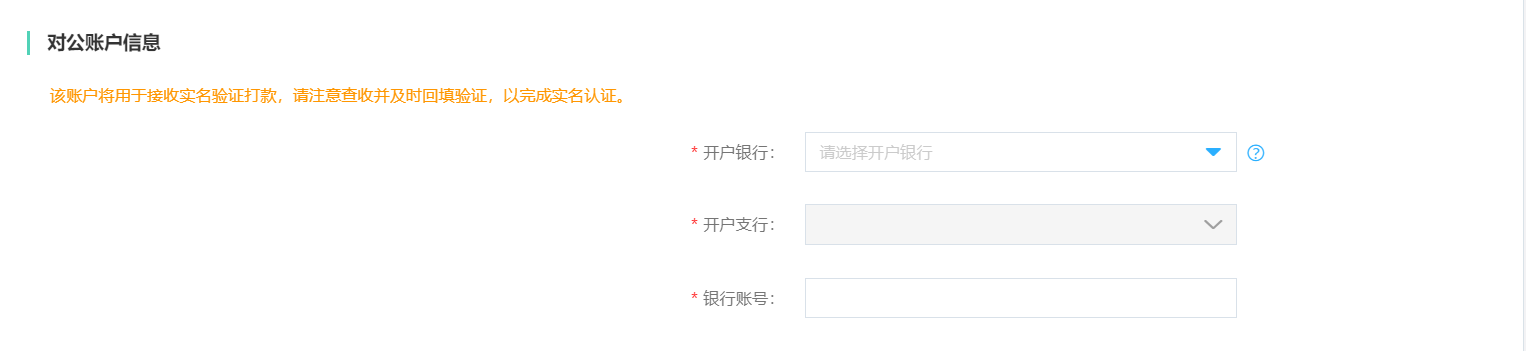 对公账户信息
该账户将用于接收实名验证打款，请注意查收并及时回填验证，以完成实名认证。
* 开户银行： 请选择开户银行 ?
* 开户支行：
* 银行账号：